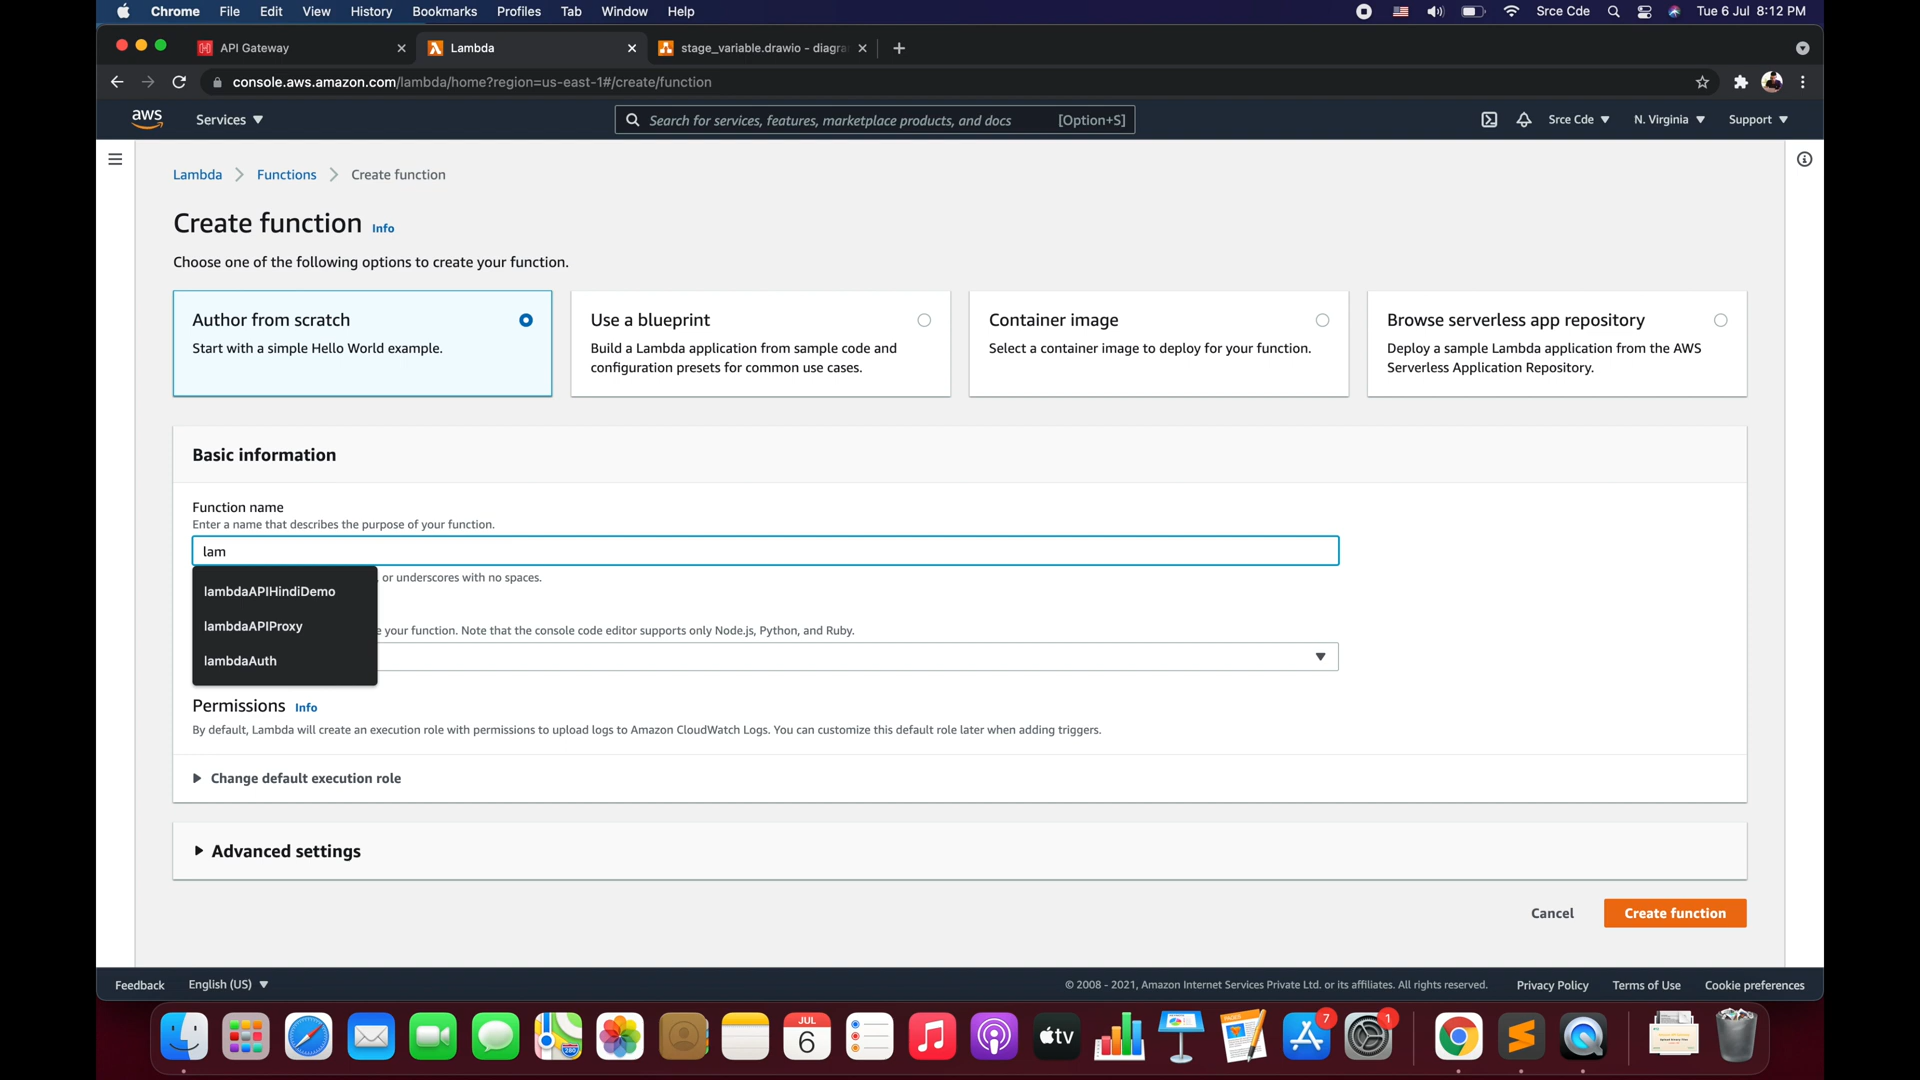 Chrome File Edit View History Bookmarks Profiles Tab Window Help Srce Cde Tue 6 Jul 8:12 PM
API Gateway Lambda stage_variable.drawio - diagra
console.aws.amazon.com/lambda/home?region=us-east-1#/create/function
aws Services Search for services, features, marketplace products, and docs [Option+S] Srce Cde N. Virginia Support
Lambda Functions Create function
Create function Info
Choose one of the following options to create your function.
Author from scratch
Start with a simple Hello World example.
Use a blueprint
Build a Lambda application from sample code and
configuration presets for common use cases.
Container image
Select a container image to deploy for your function.
Browse serverless app repository
Deploy a sample Lambda application from the AWS
Serverless Application Repository.
Basic information
Function name
Enter a name that describes the purpose of your function.
lam
or underscores with no spaces.
lambdaAPIHindiDemo
lambdaAPIProxy
your function. Note that the console code editor supports only Node.js, Python, and Ruby.
lambdaAuth
Permissions Info
By default, Lambda will create an execution role with permissions to upload logs to Amazon CloudWatch Logs. You can customize this default role later when adding triggers.
Change default execution role
Advanced settings
Cancel Create function
Feedback English (US) © 2008 - 2021, Amazon Internet Services Private Ltd. or its affiliates. All rights reserved. Privacy Policy Terms of Use Cookie preferences
JUL
6
tv
7
1
280